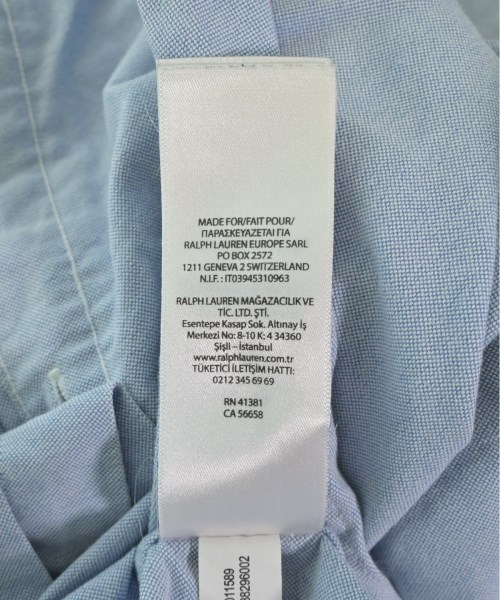 MADE FOR/FAIT POUR/
ΠΑΡΑΣΚΕΥΑΖΕΤΑΙ ΓΙΑ
RALPH LAUREN EUROPE SARL
PO BOX 2572
1211 GENEVA 2 SWITZERLAND
N.I.F. : IT03945310963
RALPH LAUREN MAĞAZACILIK VE
TİC. LTD. ŞTİ.
Esentepe Kasap Sok. Altınay İş
Merkezi No: 8-10 K: 4 34360
Şişli – İstanbul
www.ralphlauren.com.tr
TÜKETİCİ İLETİŞİM HATTI:
0212 345 69 69
RN 41381
CA 56658